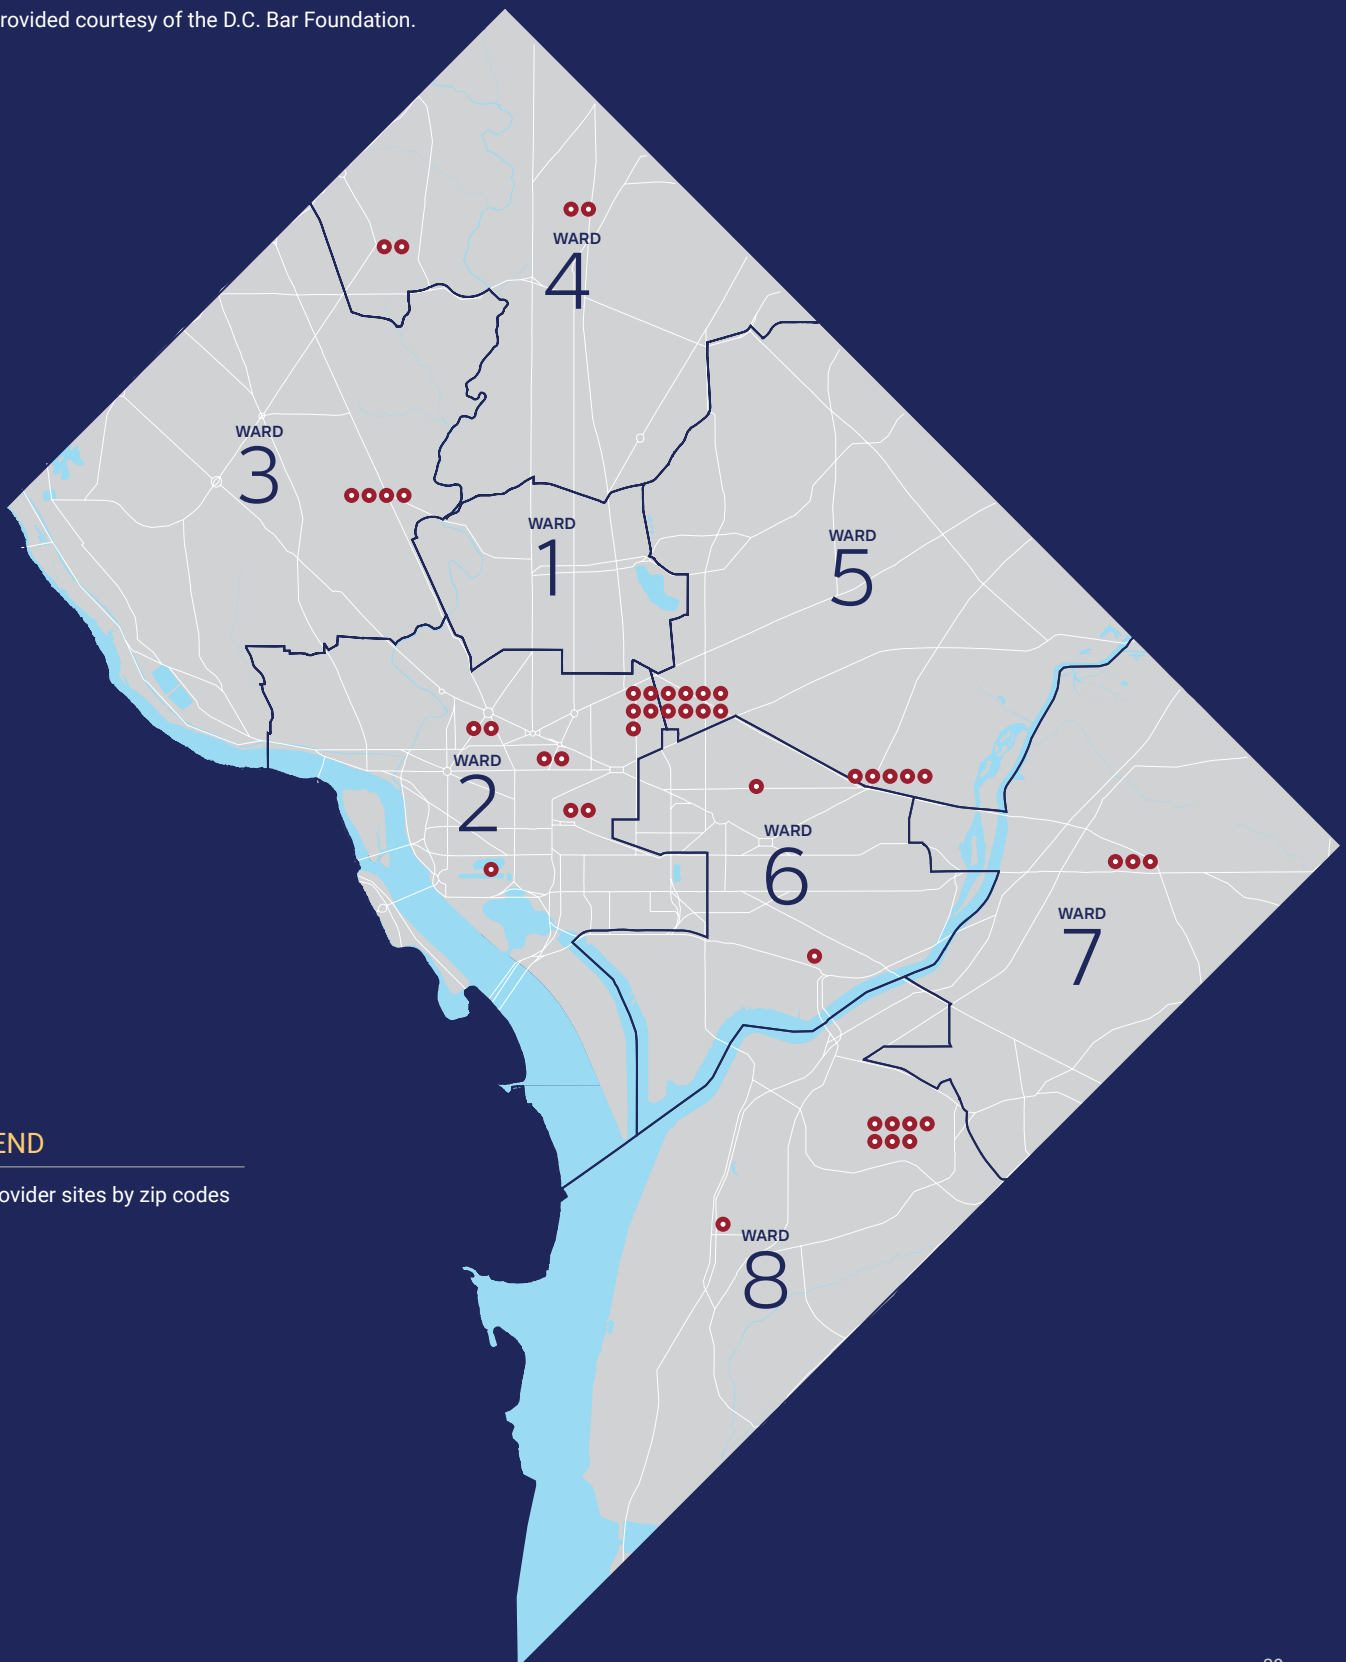 rovided courtesy of the D.C. Bar Foundation.
WARD
4
WARD
3
WARD
1
WARD
5
WARD
2
WARD
6
WARD
7
END
ovider sites by zip codes
WARD
8